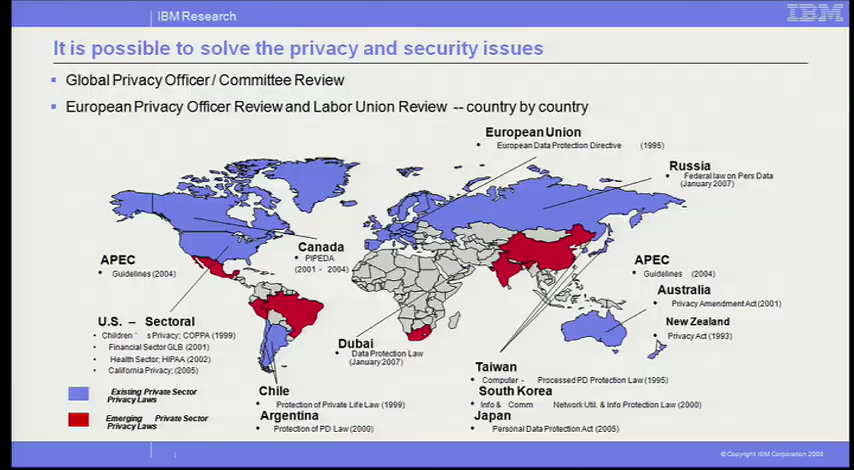 IBM Research
IBM
It is possible to solve the privacy and security issues
Global Privacy Officer / Committee Review
European Privacy Officer Review and Labor Union Review -- country by country
European Union
European Data Protection Directive (1995)
Russia
Federal law on Pers Data
(January 2007)
Canada
PIPEDA
(2001 - 2004)
APEC
Guidelines (2004)
APEC
Guidelines (2004)
Australia
Privacy Amendment Act (2001)
New Zealand
Privacy Act (1993)
U.S. – Sectoral
Children ' s Privacy; COPPA (1999)
Financial Sector GLB (2001)
Health Sector; HIPAA (2002)
California Privacy; (2005)
Dubai
Data Protection Law
(January 2007)
Taiwan
Computer - Processed PD Protection Law (1995)
South Korea
Info & Comm Network Util. & Info Protection Law (2000)
Japan
Personal Data Protection Act (2005)
Chile
Protection of Private Life Law (1999)
Argentina
Protection of PD Law (2000)
Existing Private Sector
Privacy Laws
Emerging Private Sector
Privacy Laws
© Copyright IBM Corporation 2008